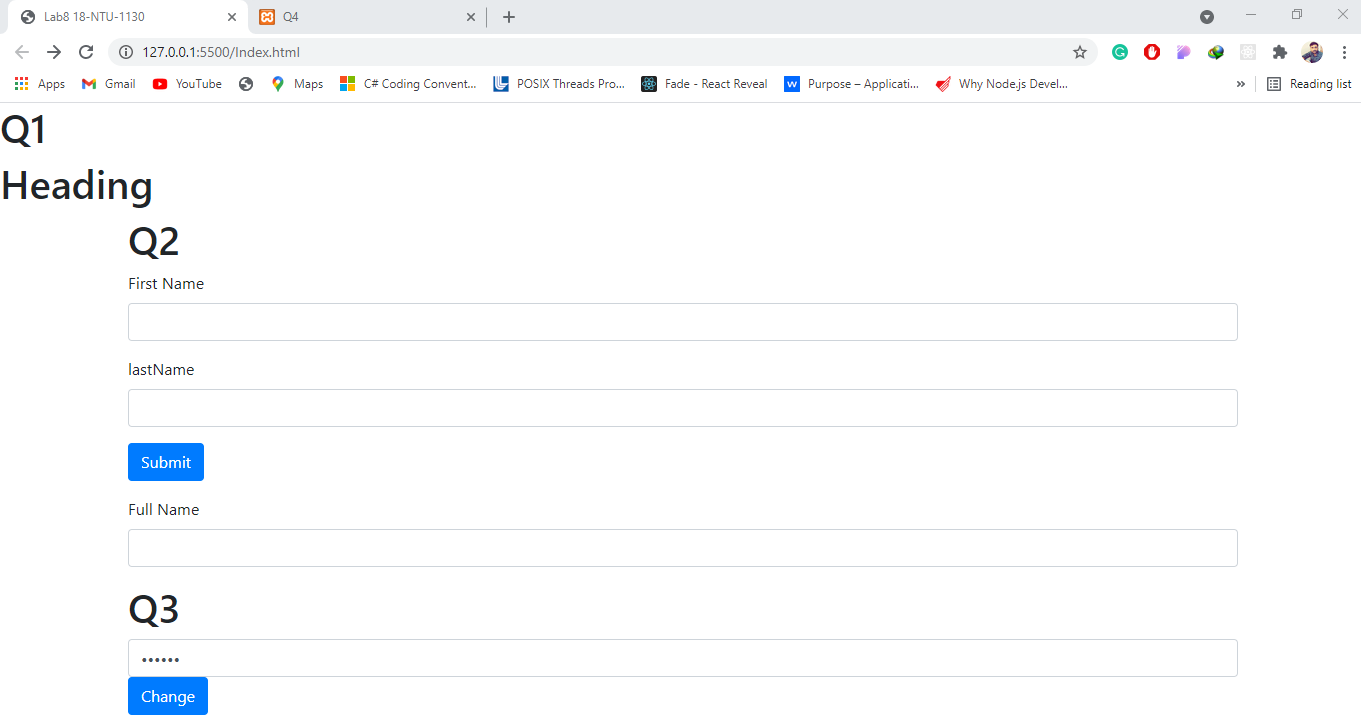 Lab8 18-NTU-1130
Q4
127.0.0.1:5500/Index.html
Apps Gmail YouTube Maps C# Coding Convent... POSIX Threads Pro... Fade - React Reveal Purpose – Applicati... Why Node.js Devel... » Reading list
Q1
Heading
Q2
First Name
lastName
Submit
Full Name
Q3
••••••
Change